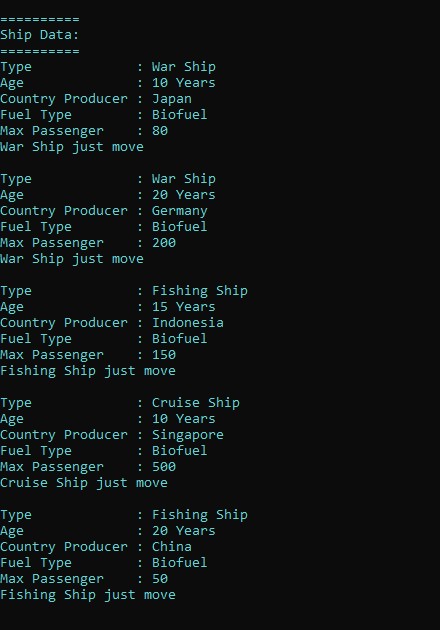 ==========
Ship Data:
==========
Type             : War Ship
Age              : 10 Years
Country Producer : Japan
Fuel Type        : Biofuel
Max Passenger    : 80
War Ship just move

Type             : War Ship
Age              : 20 Years
Country Producer : Germany
Fuel Type        : Biofuel
Max Passenger    : 200
War Ship just move

Type             : Fishing Ship
Age              : 15 Years
Country Producer : Indonesia
Fuel Type        : Biofuel
Max Passenger    : 150
Fishing Ship just move

Type             : Cruise Ship
Age              : 10 Years
Country Producer : Singapore
Fuel Type        : Biofuel
Max Passenger    : 500
Cruise Ship just move

Type             : Fishing Ship
Age              : 20 Years
Country Producer : China
Fuel Type        : Biofuel
Max Passenger    : 50
Fishing Ship just move